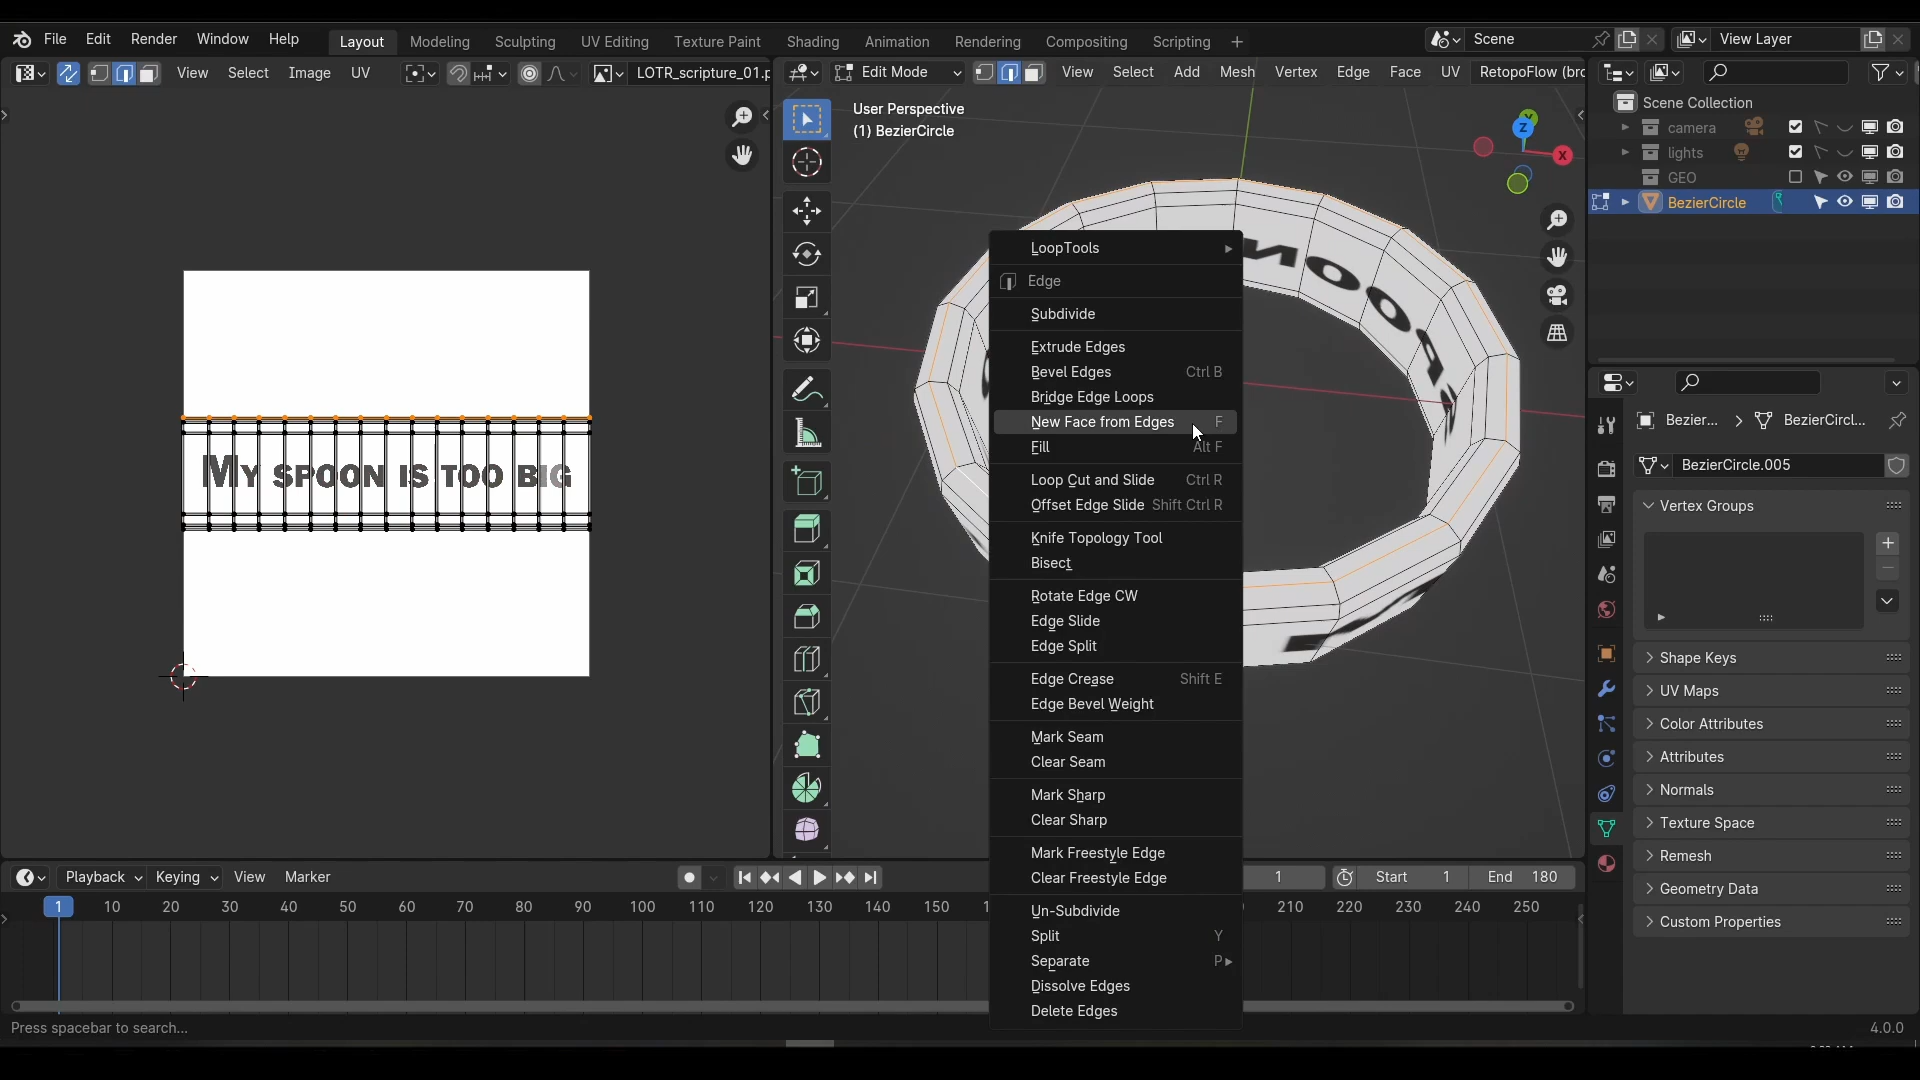 File Edit Render Window Help Layout Modeling Sculpting UV Editing Texture Paint Shading Animation Rendering Compositing Scripting + Scene View Layer
View Select Image UV LOTR_scripture_01.p Edit Mode View Select Add Mesh Vertex Edge Face UV RetopoFlow (bro
User Perspective
(1) BezierCircle
Scene Collection
camera
lights
GEO
BezierCircle
Z
X
My spoon is too big
LoopTools
Edge
Subdivide
Extrude Edges
Bevel Edges Ctrl B
Bridge Edge Loops
New Face from Edges F
Fill Alt F
Loop Cut and Slide Ctrl R
Offset Edge Slide Shift Ctrl R
Knife Topology Tool
Bisect
Rotate Edge CW
Edge Slide
Edge Split
Edge Crease Shift E
Edge Bevel Weight
Mark Seam
Clear Seam
Mark Sharp
Clear Sharp
Mark Freestyle Edge
Clear Freestyle Edge
Un-Subdivide
Split Y
Separate P
Dissolve Edges
Delete Edges
Bezier... BezierCircl...
BezierCircle.005
Vertex Groups
Shape Keys
UV Maps
Color Attributes
Attributes
Normals
Texture Space
Remesh
Geometry Data
Custom Properties
Playback Keying View Marker 1 Start 1 End 180
1 10 20 30 40 50 60 70 80 90 100 110 120 130 140 150 210 220 230 240 250
Press spacebar to search... 4.0.0